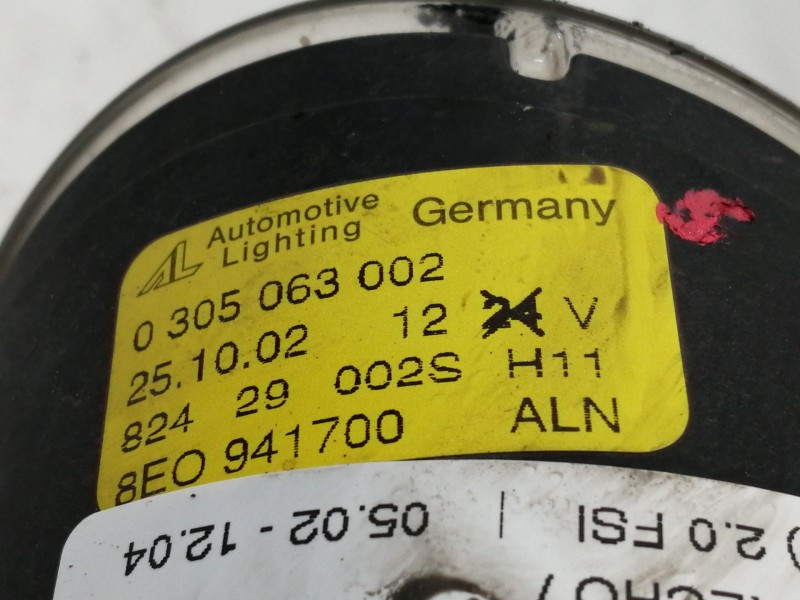 AL Automotive Lighting Germany
0 305 063 002
25.10.02 12 24 V
824 29 002S H11
8E0 941700 ALN
05.02 - 12.04 | 2.0 FSI